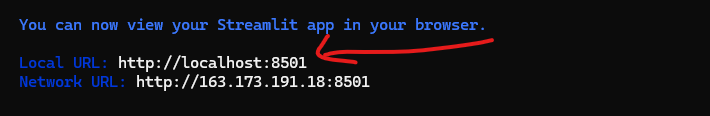 You can now view your Streamlit app in your browser.
Local URL: http://localhost:8501
Network URL: http://163.173.191.18:8501